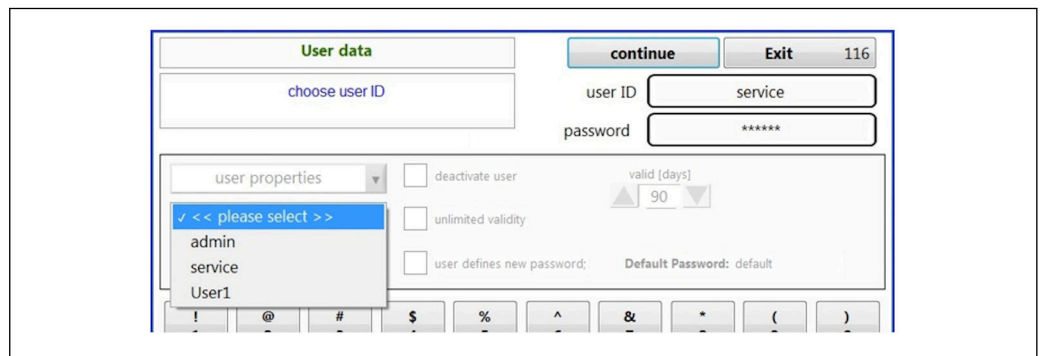 User data
continue
Exit 116
choose user ID
user ID service
password ******
user properties
deactivate user
valid [days]
90
✓ << please select >>
unlimited validity
admin
service
user defines new password; Default Password: default
User1
! @ # $ % ^ & * ( )